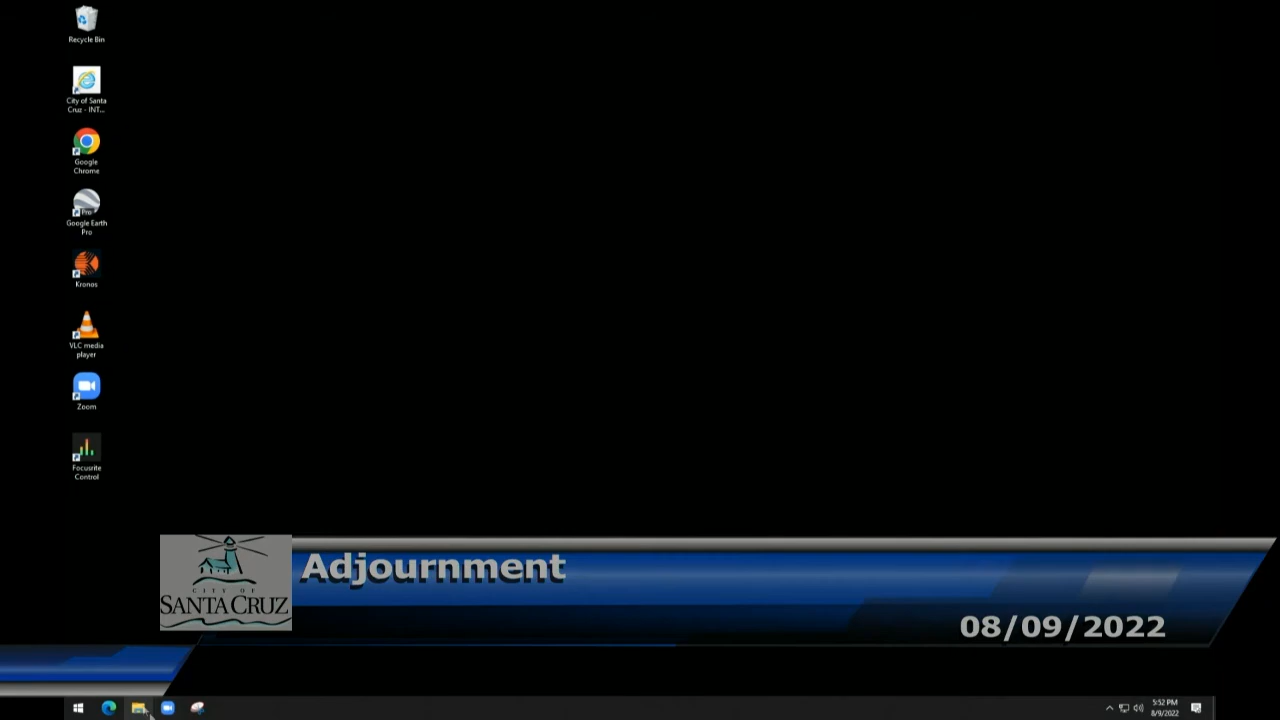 Recycle Bin
City of Santa
Cruz - INT...
Google
Chrome
Pro
Google Earth
Pro
Kronos
VLC media
player
Zoom
Focusrite
Control
CITY OF
SANTA CRUZ
Adjournment
08/09/2022
5:52 PM
8/9/2022